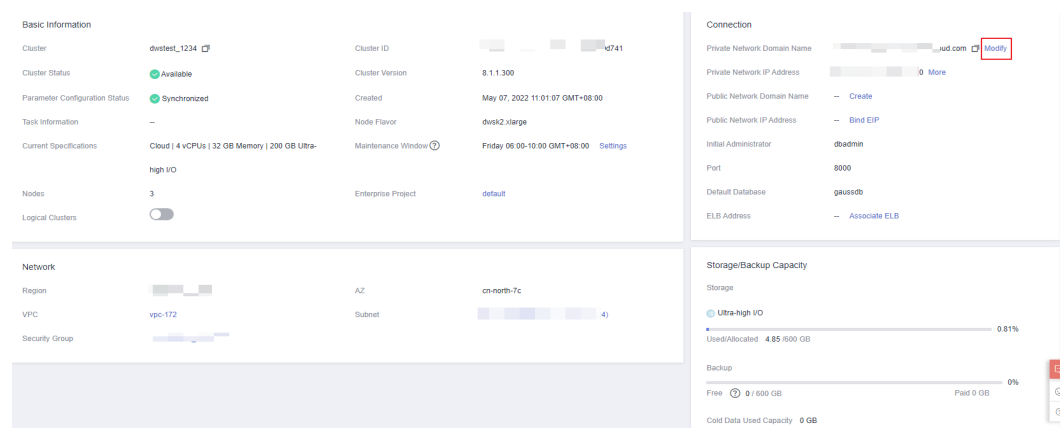 Basic Information
Cluster dwstest_1234 Cluster ID d741
Cluster Status Available Cluster Version 8.1.1.300
Parameter Configuration Status Synchronized Created May 07, 2022 11:01:07 GMT+08:00
Task Information -- Node Flavor dwsk2.xlarge
Current Specifications Cloud | 4 vCPUs | 32 GB Memory | 200 GB Ultra-high I/O Maintenance Window Friday 06:00-10:00 GMT+08:00 Settings
Nodes 3 Enterprise Project default
Logical Clusters
Connection
Private Network Domain Name ud.com Modify
Private Network IP Address 0 More
Public Network Domain Name -- Create
Public Network IP Address -- Bind EIP
Initial Administrator dbadmin
Port 8000
Default Database gaussdb
ELB Address -- Associate ELB
Network
Region AZ cn-north-7c
VPC vpc-172 Subnet 4)
Security Group
Storage/Backup Capacity
Storage
Ultra-high I/O
0.81%
Used/Allocated 4.85 /600 GB
Backup
0%
Free 0 / 600 GB Paid 0 GB
Cold Data Used Capacity 0 GB